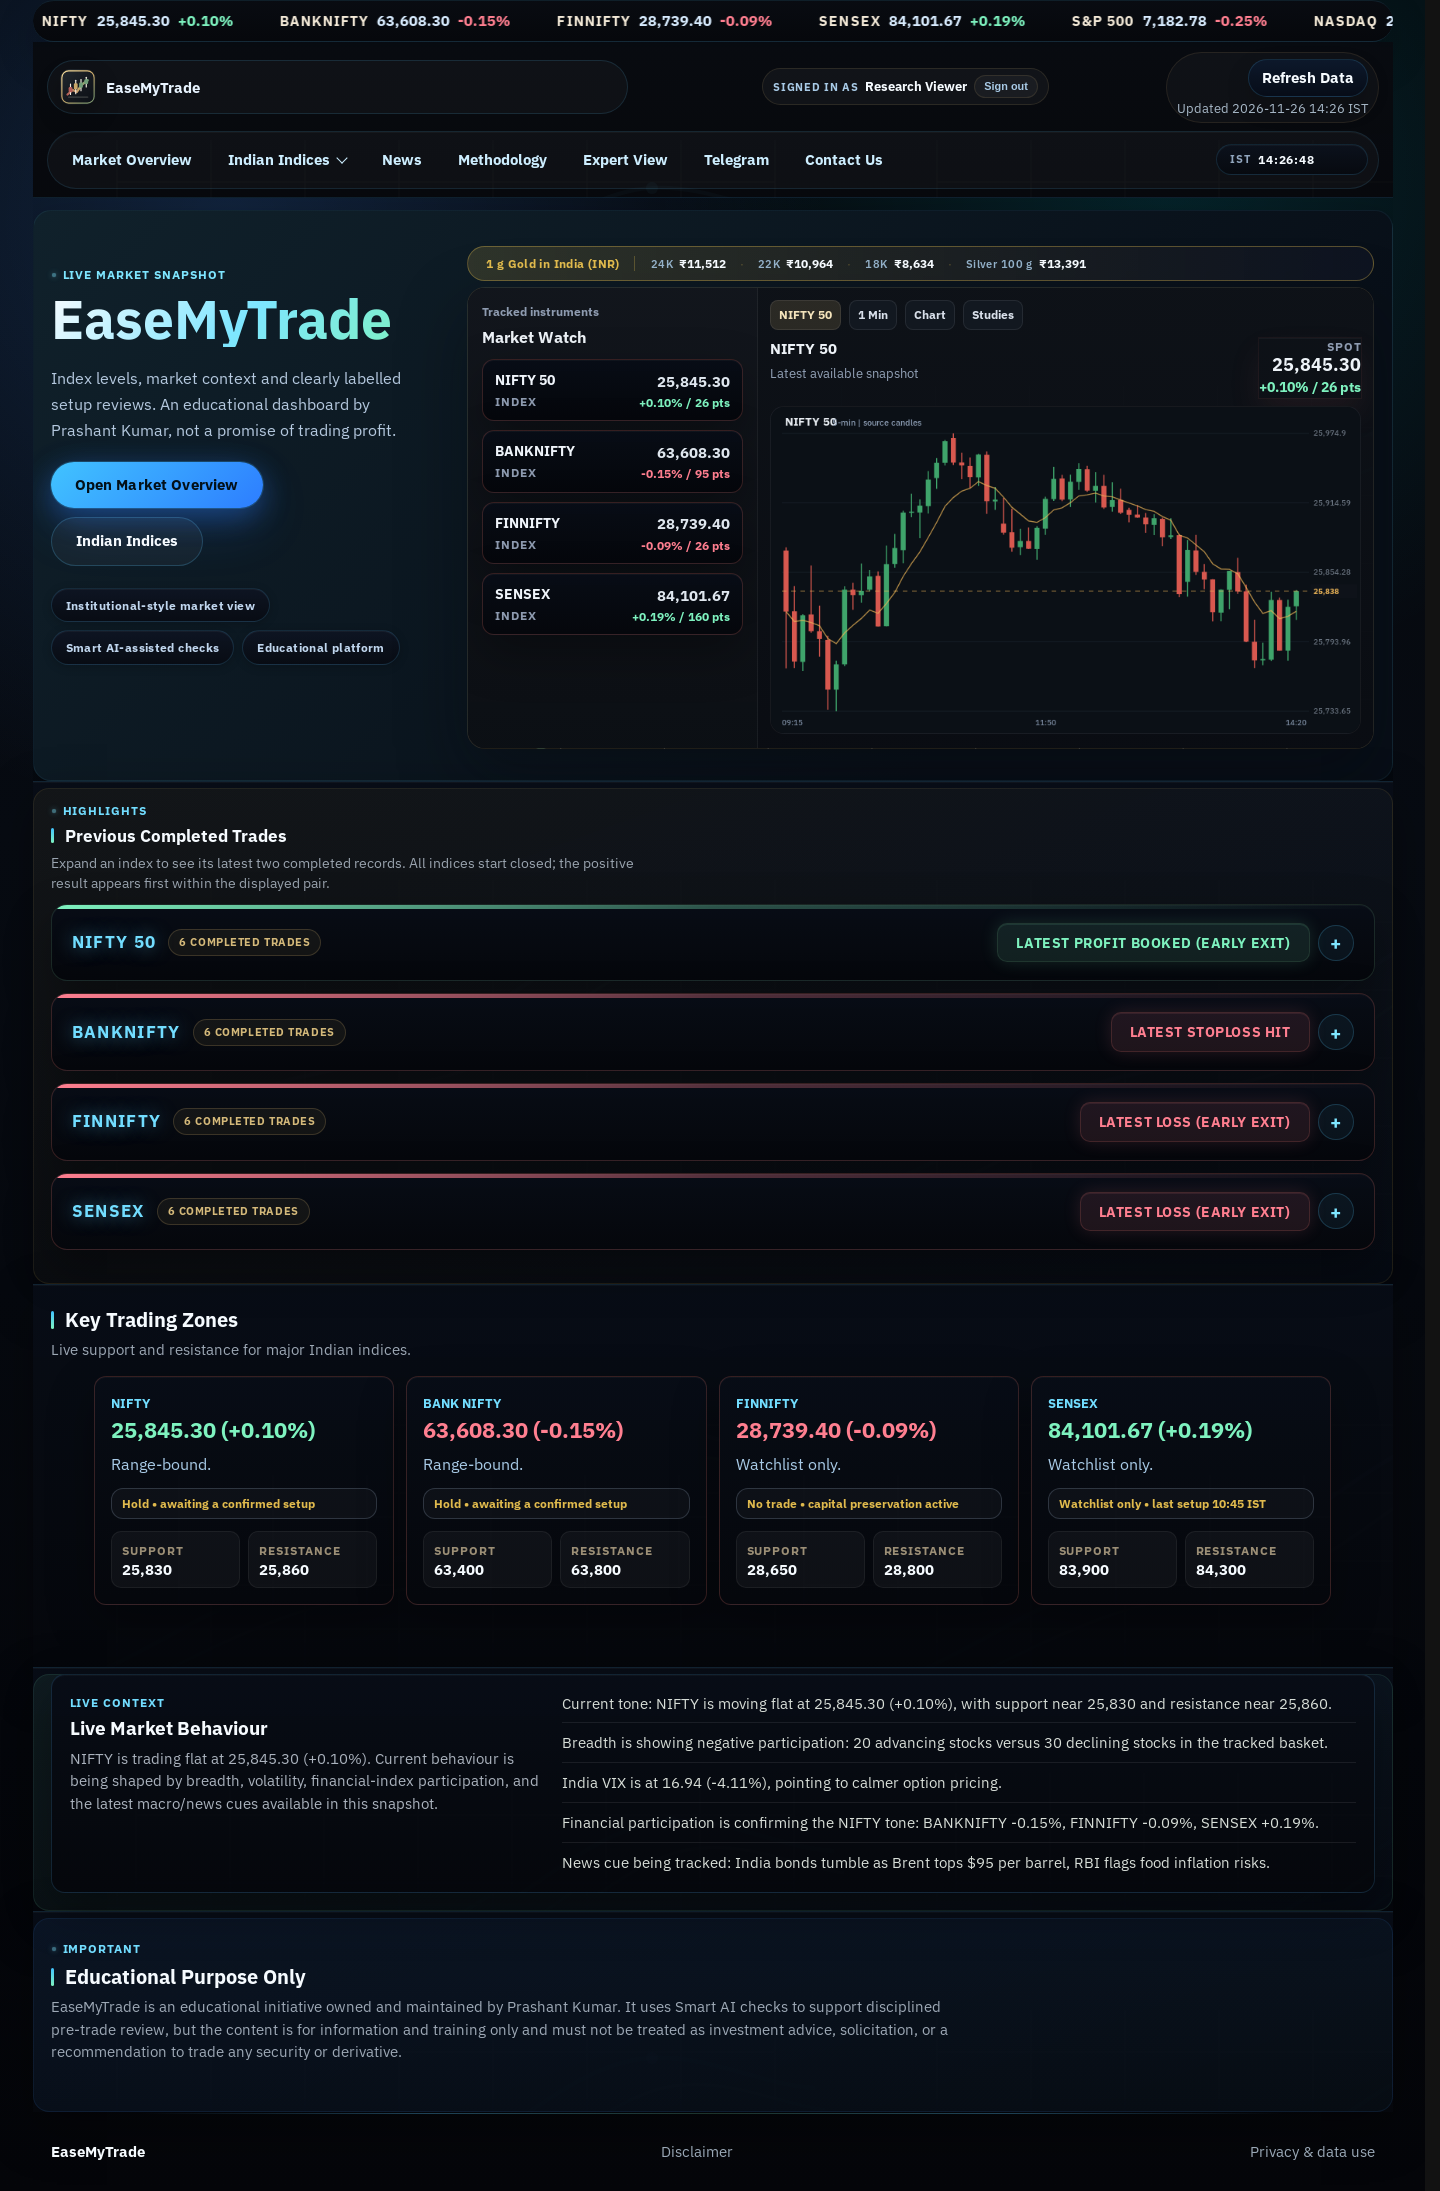 NIFTY 25,845.30 +0.10% BANKNIFTY 63,608.30 -0.15% FINNIFTY 28,739.40 -0.09% SENSEX 84,101.67 +0.19% S&P 500 7,182.78 -0.25% NASDAQ
EaseMyTrade
SIGNED IN AS Research Viewer Sign out
Refresh Data
Updated 2026-11-26 14:26 IST
Market Overview Indian Indices News Methodology Expert View Telegram Contact Us IST 14:26:48
LIVE MARKET SNAPSHOT
EaseMyTrade
Index levels, market context and clearly labelled
setup reviews. An educational dashboard by
Prashant Kumar, not a promise of trading profit.
Open Market Overview
Indian Indices
Institutional-style market view
Smart AI-assisted checks Educational platform
1 g Gold in India (INR) 24K ₹11,512 · 22K ₹10,964 · 18K ₹8,634 · Silver 100 g ₹13,391
Tracked instruments
Market Watch
NIFTY 50 25,845.30
INDEX +0.10% / 26 pts
BANKNIFTY 63,608.30
INDEX -0.15% / 95 pts
FINNIFTY 28,739.40
INDEX -0.09% / 26 pts
SENSEX 84,101.67
INDEX +0.19% / 160 pts
NIFTY 50 1 Min Chart Studies
NIFTY 50
Latest available snapshot
SPOT
25,845.30
+0.10% / 26 pts
NIFTY 50 -min | source candles
25,974.9
25,914.59
25,854.28
25,838
25,793.96
25,733.65
09:15 11:50 14:20
HIGHLIGHTS
Previous Completed Trades
Expand an index to see its latest two completed records. All indices start closed; the positive
result appears first within the displayed pair.
NIFTY 50 6 COMPLETED TRADES LATEST PROFIT BOOKED (EARLY EXIT) +
BANKNIFTY 6 COMPLETED TRADES LATEST STOPLOSS HIT +
FINNIFTY 6 COMPLETED TRADES LATEST LOSS (EARLY EXIT) +
SENSEX 6 COMPLETED TRADES LATEST LOSS (EARLY EXIT) +
Key Trading Zones
Live support and resistance for major Indian indices.
NIFTY
25,845.30 (+0.10%)
Range-bound.
Hold • awaiting a confirmed setup
SUPPORT RESISTANCE
25,830 25,860
BANK NIFTY
63,608.30 (-0.15%)
Range-bound.
Hold • awaiting a confirmed setup
SUPPORT RESISTANCE
63,400 63,800
FINNIFTY
28,739.40 (-0.09%)
Watchlist only.
No trade • capital preservation active
SUPPORT RESISTANCE
28,650 28,800
SENSEX
84,101.67 (+0.19%)
Watchlist only.
Watchlist only • last setup 10:45 IST
SUPPORT RESISTANCE
83,900 84,300
LIVE CONTEXT
Live Market Behaviour
NIFTY is trading flat at 25,845.30 (+0.10%). Current behaviour is
being shaped by breadth, volatility, financial-index participation, and
the latest macro/news cues available in this snapshot.
Current tone: NIFTY is moving flat at 25,845.30 (+0.10%), with support near 25,830 and resistance near 25,860.
Breadth is showing negative participation: 20 advancing stocks versus 30 declining stocks in the tracked basket.
India VIX is at 16.94 (-4.11%), pointing to calmer option pricing.
Financial participation is confirming the NIFTY tone: BANKNIFTY -0.15%, FINNIFTY -0.09%, SENSEX +0.19%.
News cue being tracked: India bonds tumble as Brent tops $95 per barrel, RBI flags food inflation risks.
IMPORTANT
Educational Purpose Only
EaseMyTrade is an educational initiative owned and maintained by Prashant Kumar. It uses Smart AI checks to support disciplined
pre-trade review, but the content is for information and training only and must not be treated as investment advice, solicitation, or a
recommendation to trade any security or derivative.
EaseMyTrade Disclaimer Privacy & data use